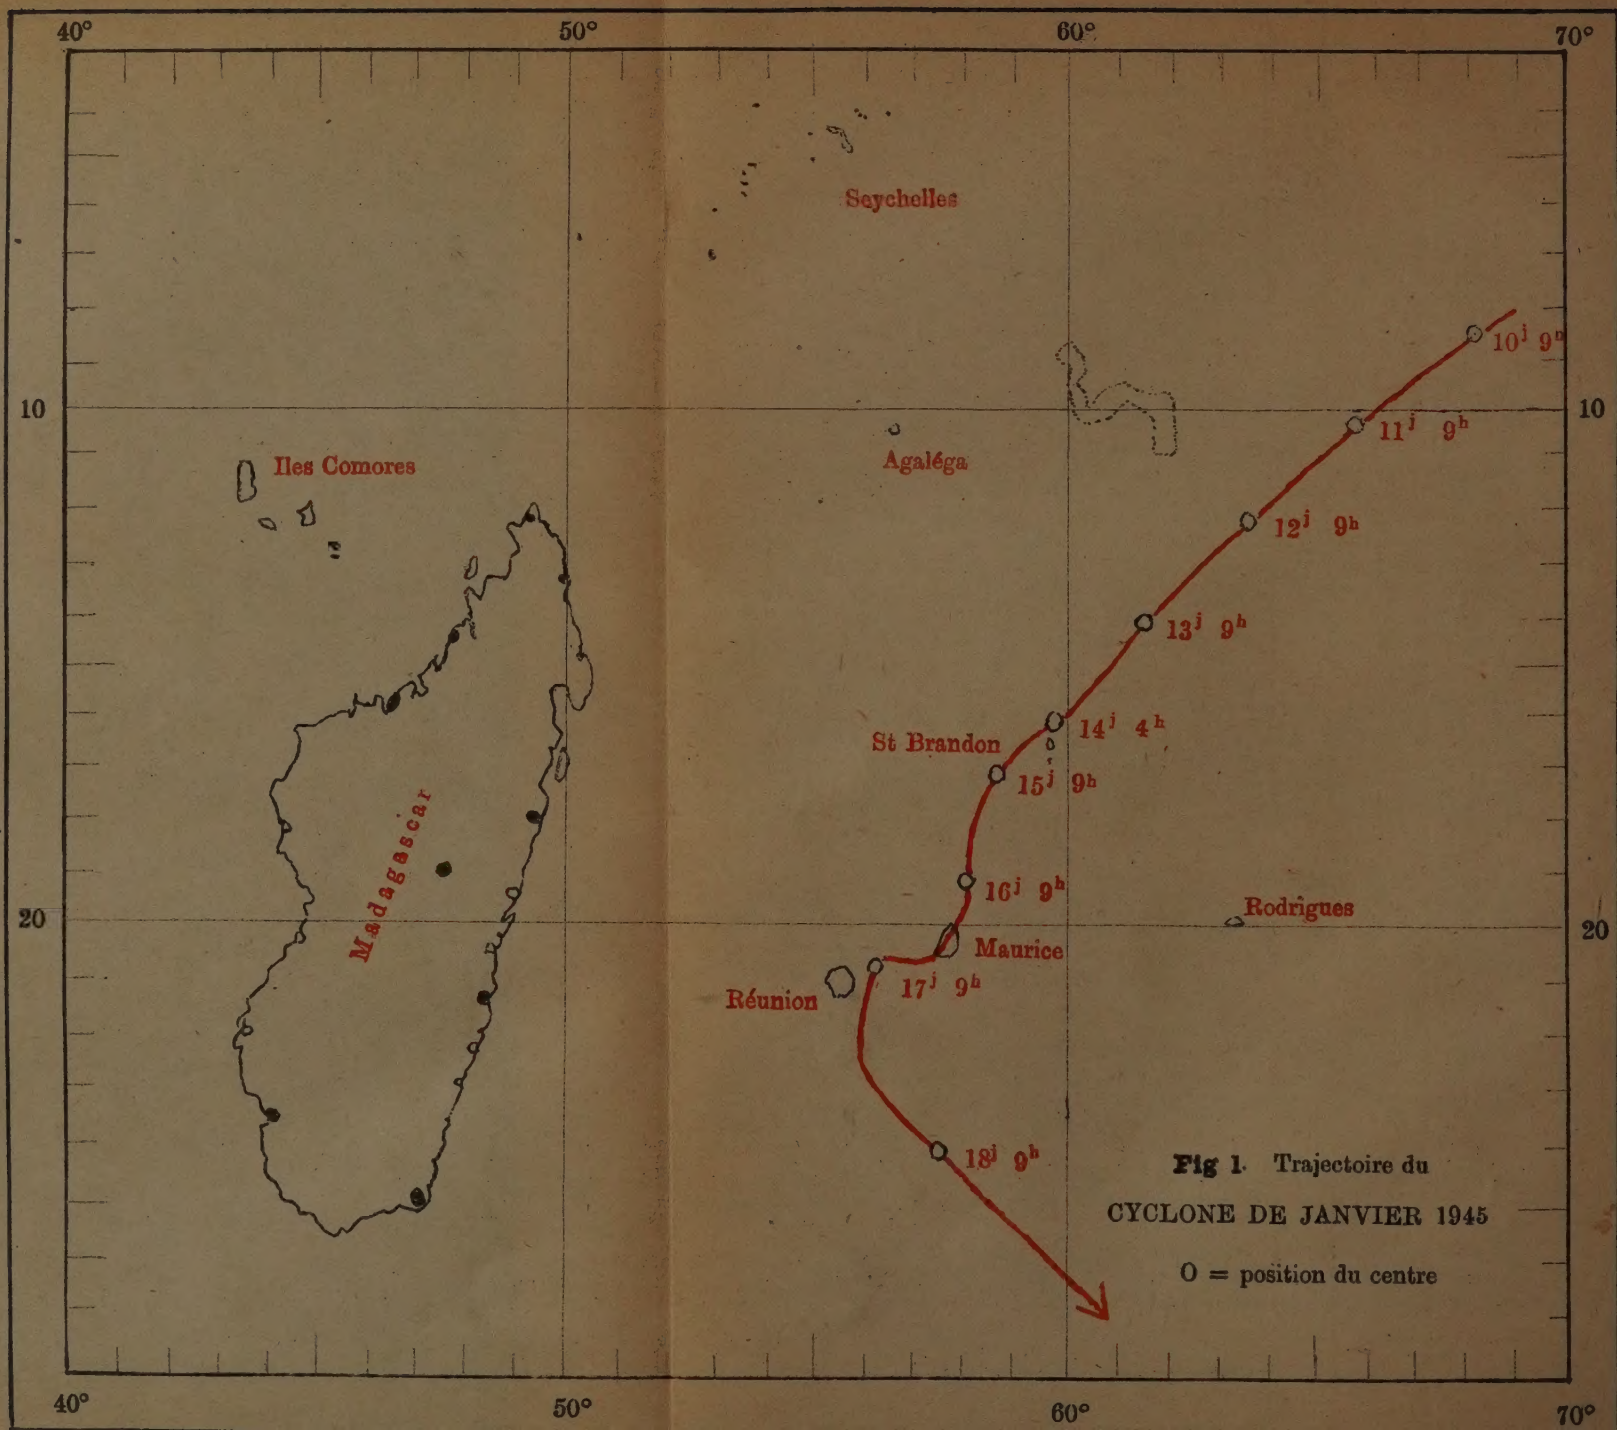 40° 50° 60° 70°
Seychelles
10ʲ 9ʰ
10 10
11ʲ 9ʰ
Iles Comores
Agaléga
12ʲ 9ʰ
13ʲ 9ʰ
14ʲ 4ʰ
St Brandon
15ʲ 9ʰ
Madagascar
16ʲ 9ʰ
Rodrigues
20 20
Maurice
17ʲ 9ʰ
Réunion
18ʲ 9ʰ
Fig 1. Trajectoire du
CYCLONE DE JANVIER 1945
O = position du centre
40° 50° 60° 70°